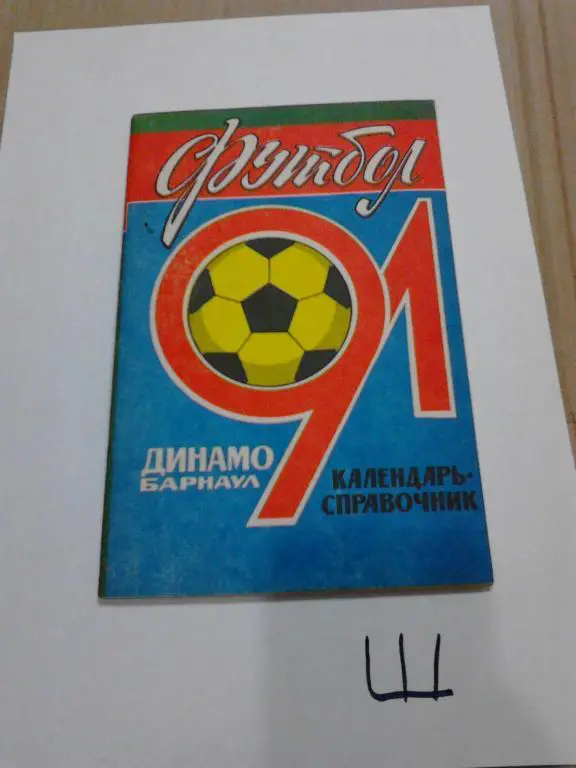 Футбол
91
ДИНАМО
БАРНАУЛ
КАЛЕНДАРЬ-
СПРАВОЧНИК
Ш